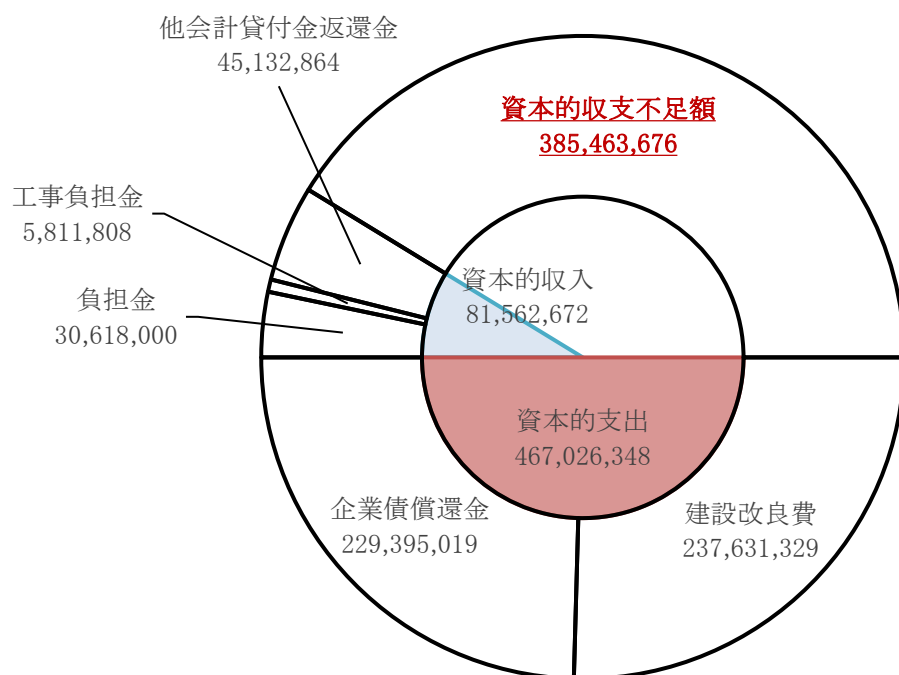 他会計貸付金返還金
45,132,864
資本的収支不足額
385,463,676
工事負担金
5,811,808
負担金
30,618,000
資本的収入
81,562,672
資本的支出
467,026,348
企業債償還金
229,395,019
建設改良費
237,631,329